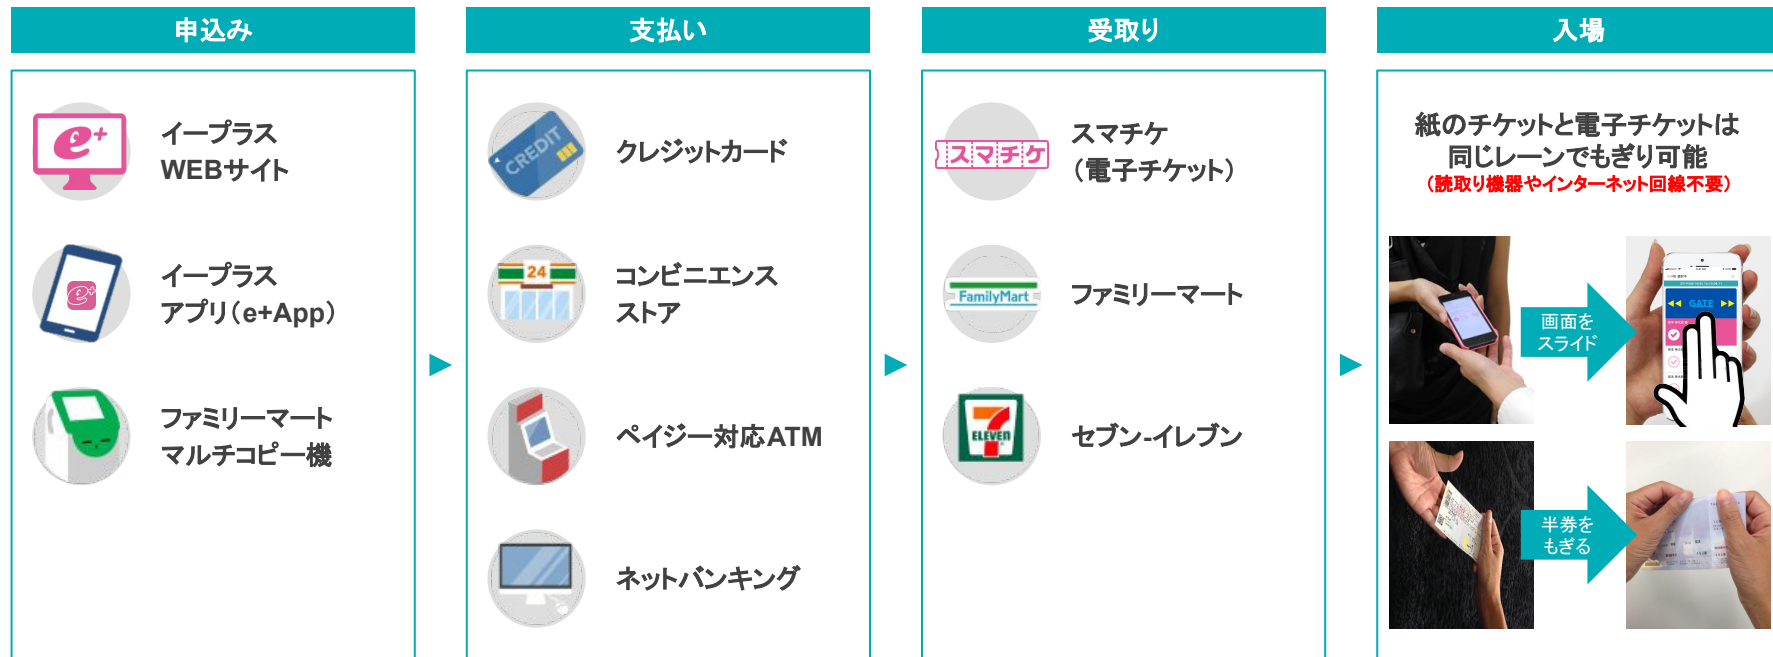 申込み
イープラス
WEBサイト
イープラス
アプリ(e+App)
ファミリーマート
マルチコピー機
支払い
CREDIT
クレジットカード
24
コンビニエンス
ストア
ペイジー対応ATM
ネットバンキング
受取り
スマチケ
スマチケ
(電子チケット)
FamilyMart
ファミリーマート
ELEVEN
セブン-イレブン
入場
紙のチケットと電子チケットは
同じレーンでもぎり可能
(読取り機器やインターネット回線不要)
画面を
スライド
GATE
半券を
もぎる